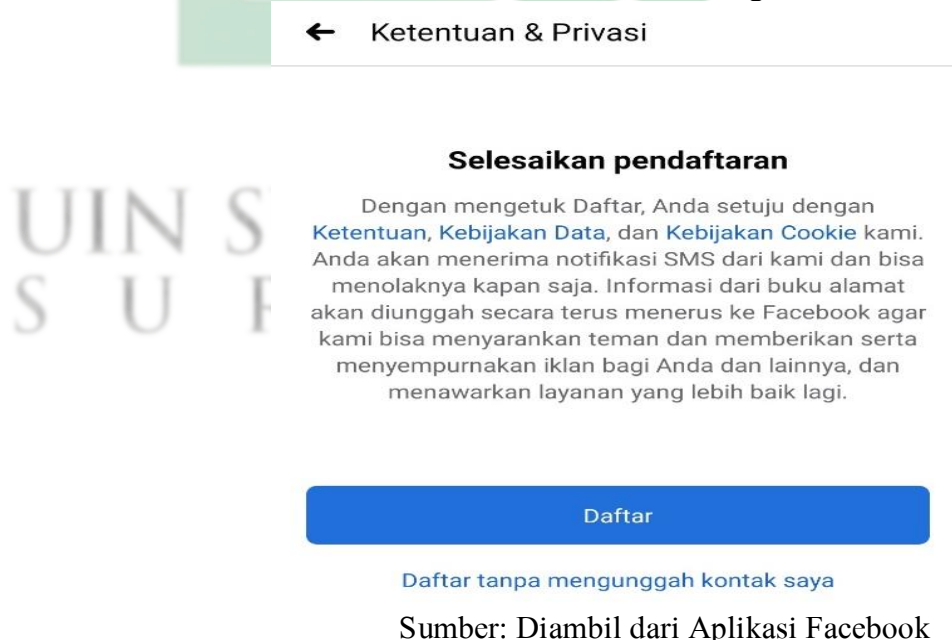 ← Ketentuan & Privasi
Selesaikan pendaftaran
Dengan mengetuk Daftar, Anda setuju dengan
Ketentuan, Kebijakan Data, dan Kebijakan Cookie kami.
Anda akan menerima notifikasi SMS dari kami dan bisa
menolaknya kapan saja. Informasi dari buku alamat
akan diunggah secara terus menerus ke Facebook agar
kami bisa menyarankan teman dan memberikan serta
menyempurnakan iklan bagi Anda dan lainnya, dan
menawarkan layanan yang lebih baik lagi.
UIN S
S U
Daftar
Daftar tanpa mengunggah kontak saya
Sumber: Diambil dari Aplikasi Facebook